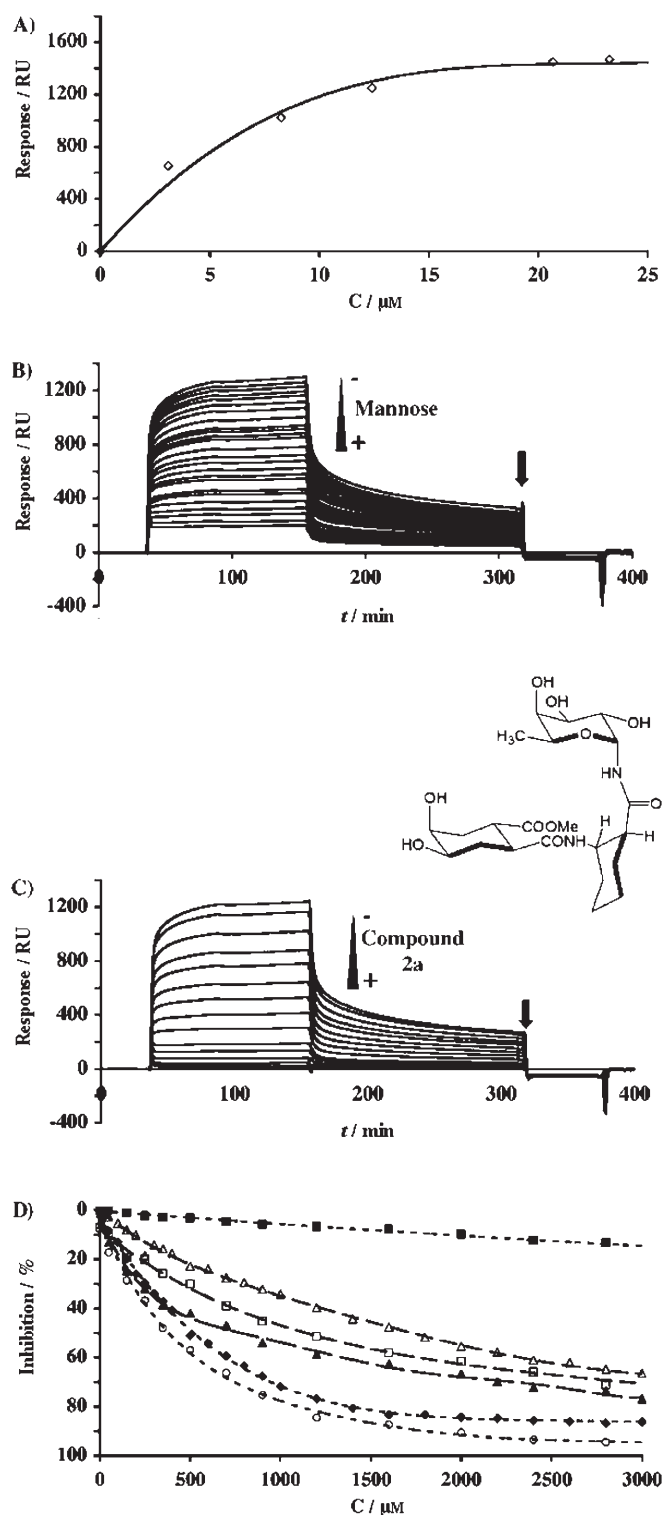 A)
Response / RU
1600
1200
800
400
0
0 5 10 15 20 25
C / µM
B)
Response / RU
1200
800
400
0
-400
- Mannose +
0 100 200 300 400
t / min
OH
OH
OH
H₃C
O
HN
O
OH
H
COOMe
HO
CONH
H
C)
Response / RU
1200
800
400
0
-400
- Compound
2a +
0 100 200 300 400
t / min
D)
Inhibition / %
0
20
40
60
80
100
0 500 1000 1500 2000 2500 3000
C / µM